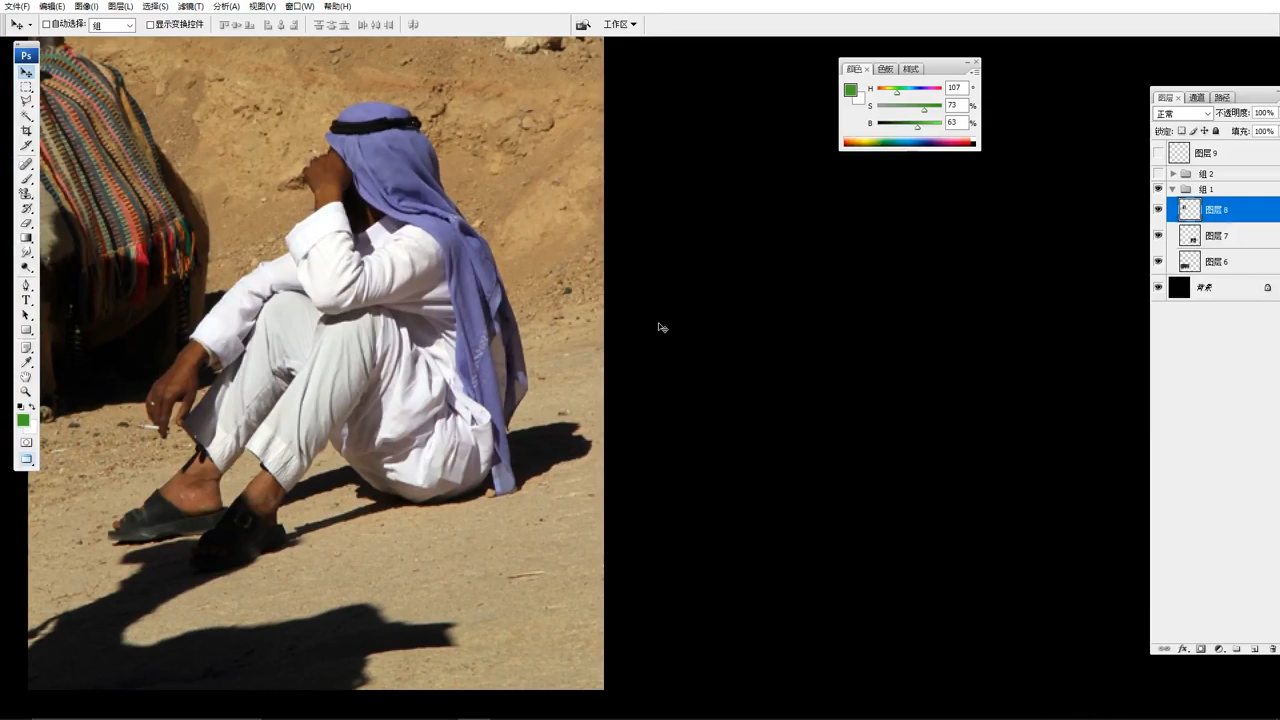 文件(F) 编辑(E) 图像(I) 图层(L) 选择(S) 滤镜(T) 分析(A) 视图(V) 窗口(W) 帮助(H)
自动选择: 组 显示变换控件 工作区
Ps
T
颜色 × 色板 样式
H 107 °
S 73 %
B 63 %
图层 × 通道 路径
正常 不透明度: 100%
锁定: 填充: 100%
图层 9
组 2
组 1
图层 8
图层 7
图层 6
背景
fx